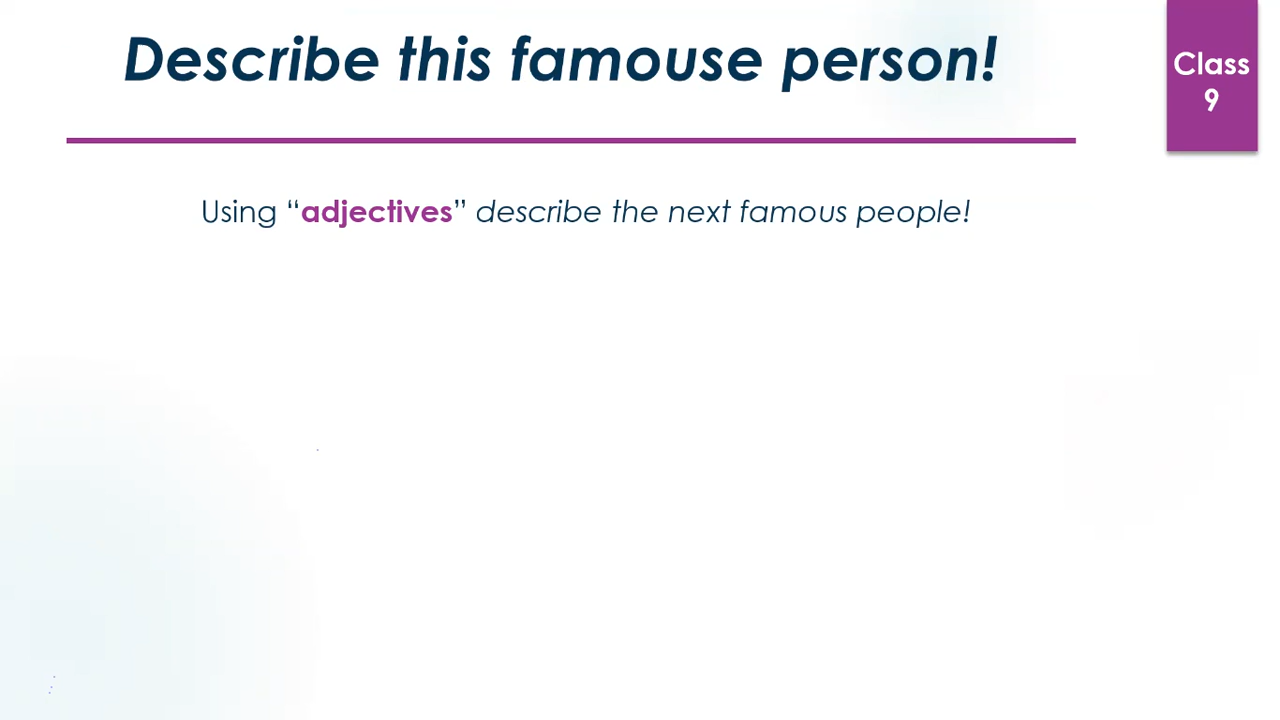 Describe this famouse person!
Class
9
Using “adjectives” describe the next famous people!